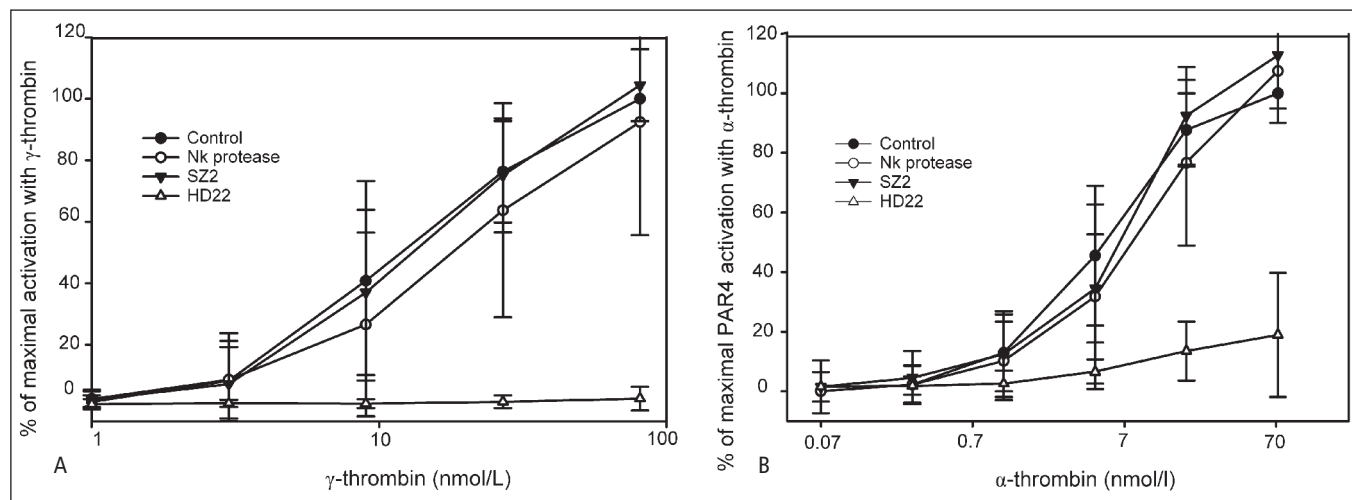 120
100
80
60
40
20
0
% of maximal activation with γ-thrombin
Control
Nk protease
SZ2
HD22
1
10
100
A
γ-thrombin (nmol/L)
120
100
80
60
40
20
0
% of maximal PAR4 activation with α-thrombin
Control
Nk protease
SZ2
HD22
0.07
0.7
7
70
B
α-thrombin (nmol/l)